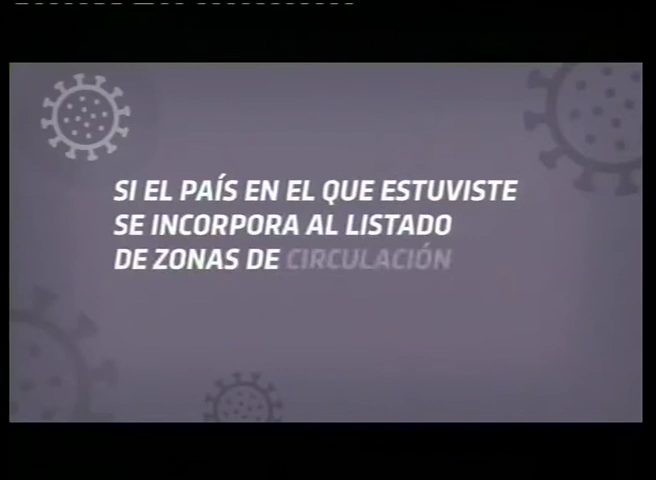 SI EL PAÍS EN EL QUE ESTUVISTE
SE INCORPORA AL LISTADO
DE ZONAS DE CIRCULACIÓN